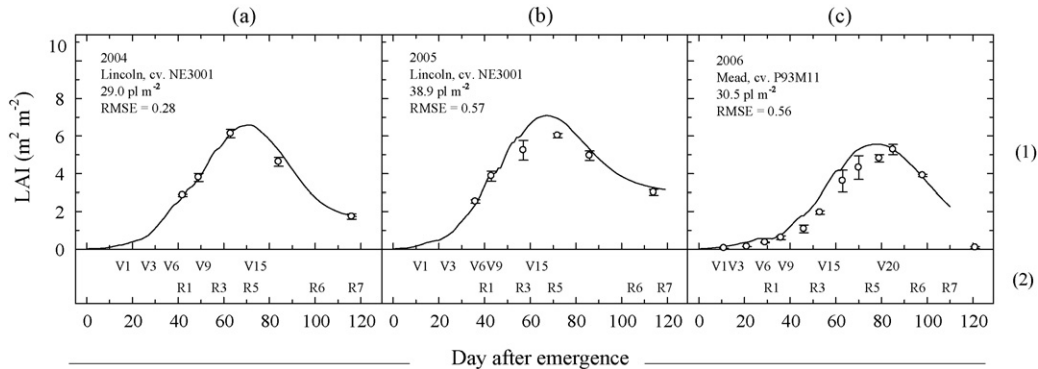 (a) (b) (c)
10
8
6
4
2
0
LAI (m² m⁻²)
2004
Lincoln, cv. NE3001
29.0 pl m⁻²
RMSE = 0.28
2005
Lincoln, cv. NE3001
38.9 pl m⁻²
RMSE = 0.57
2006
Mead, cv. P93M11
30.5 pl m⁻²
RMSE = 0.56
(1)
V1 V3 V6 V9 V15
R1 R3 R5 R6 R7
V1 V3 V6 V9 V15
R1 R3 R5 R6 R7
V1 V3 V6 V9 V15 V20
R1 R3 R5 R6 R7
(2)
0 20 40 60 80 100 120
0 20 40 60 80 100 120
0 20 40 60 80 100 120
Day after emergence